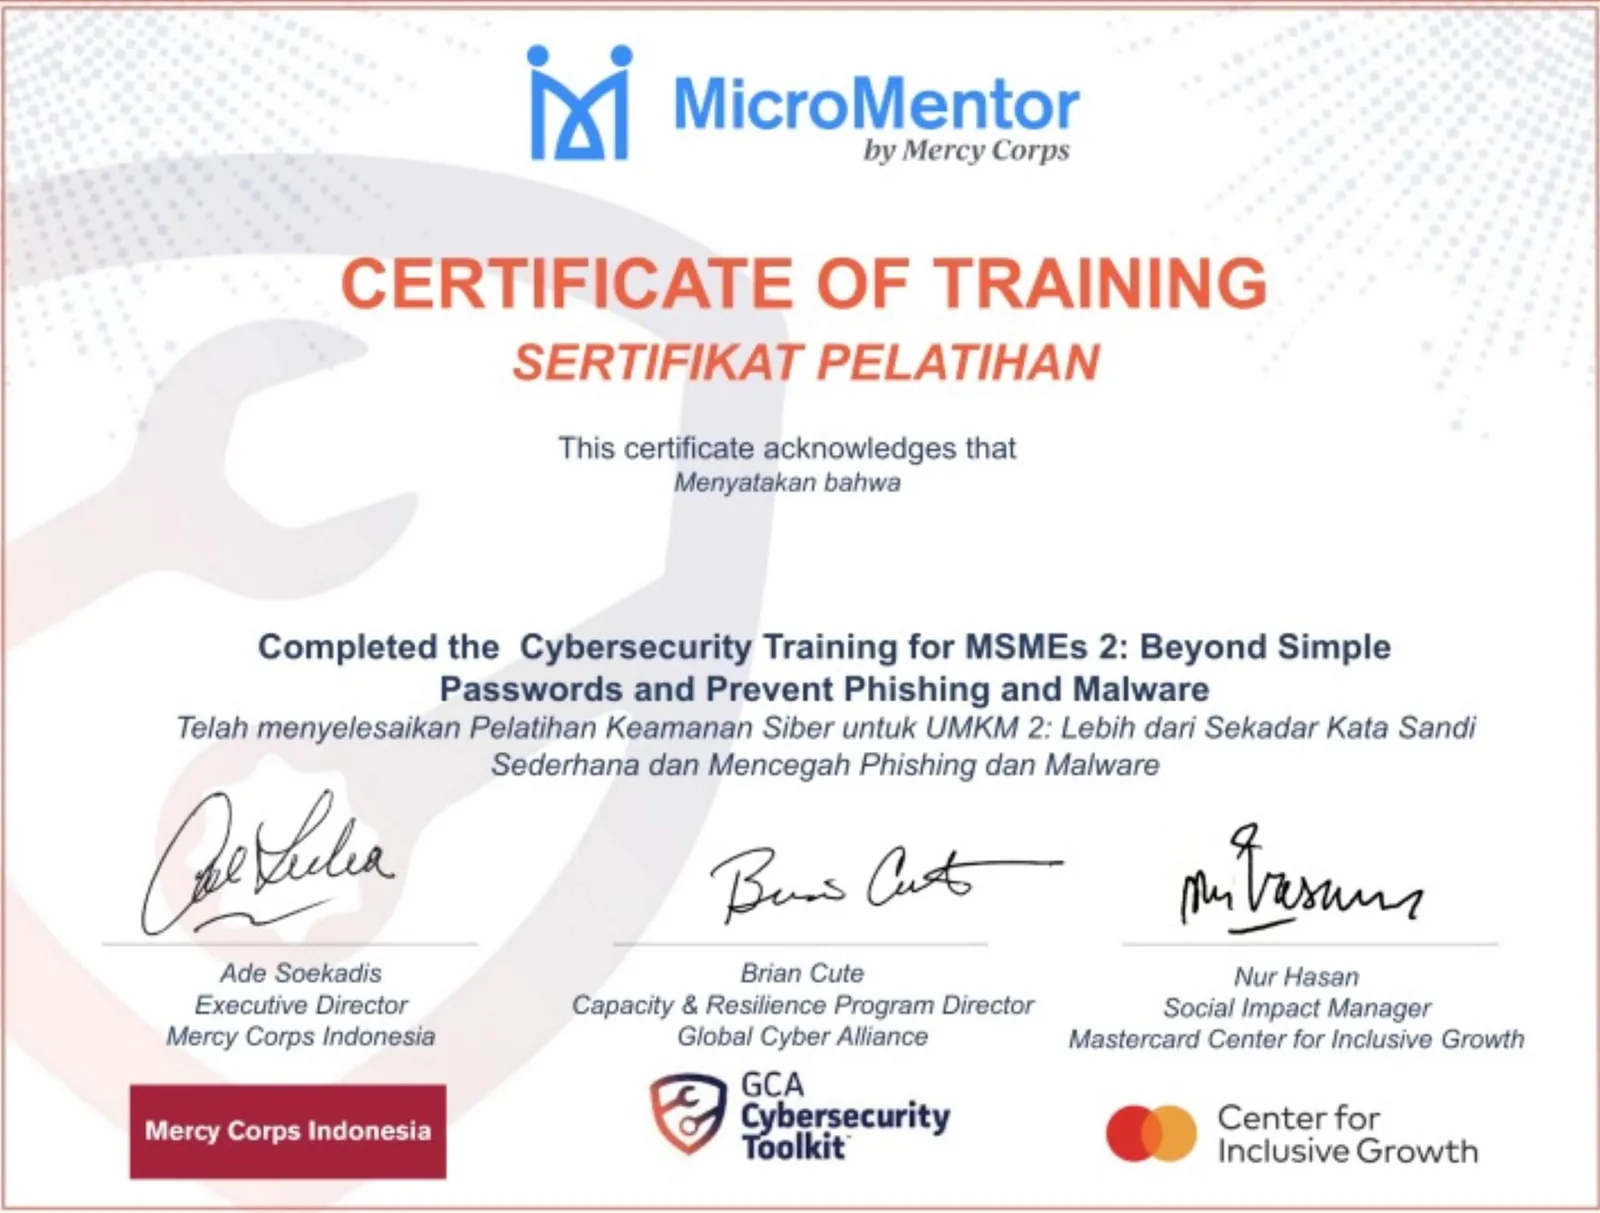 MicroMentor
by Mercy Corps
CERTIFICATE OF TRAINING
SERTIFIKAT PELATIHAN
This certificate acknowledges that
Menyatakan bahwa
Completed the Cybersecurity Training for MSMEs 2: Beyond Simple
Passwords and Prevent Phishing and Malware
Telah menyelesaikan Pelatihan Keamanan Siber untuk UMKM 2: Lebih dari Sekadar Kata Sandi
Sederhana dan Mencegah Phishing dan Malware
Brian Cute
Ade Soekadis
Executive Director
Mercy Corps Indonesia
Brian Cute
Capacity & Resilience Program Director
Global Cyber Alliance
Nur Hasan
Social Impact Manager
Mastercard Center for Inclusive Growth
Mercy Corps Indonesia
GCA
Cybersecurity
Toolkit
Center for
Inclusive Growth